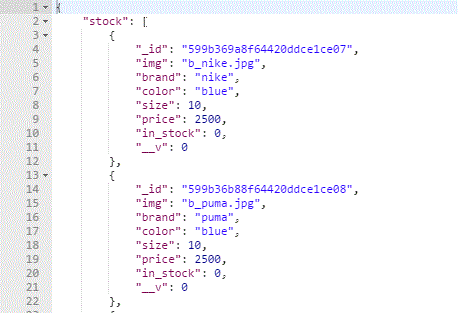 1 {
2 "stock": [
3 {
4 "_id": "599b369a8f64420ddce1ce07",
5 "img": "b_nike.jpg",
6 "brand": "nike",
7 "color": "blue",
8 "size": 10,
9 "price": 2500,
10 "in_stock": 0,
11 "__v": 0
12 },
13 {
14 "_id": "599b36b88f64420ddce1ce08",
15 "img": "b_puma.jpg",
16 "brand": "puma",
17 "color": "blue",
18 "size": 10,
19 "price": 2500,
20 "in_stock": 0,
21 "__v": 0
22 },